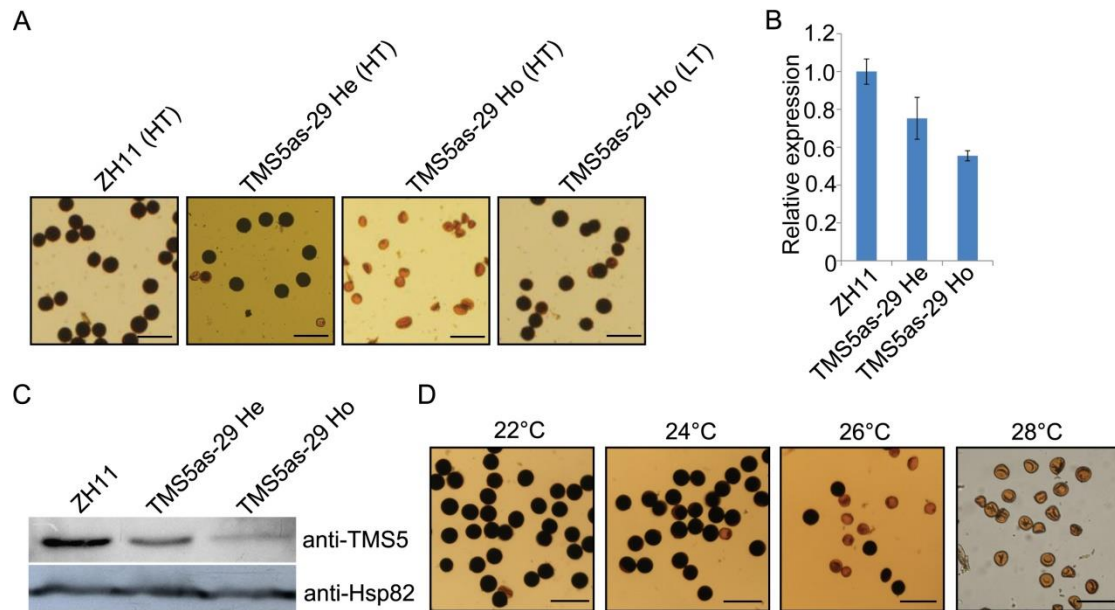 A
ZH11 (HT)
TMS5as-29 He (HT)
TMS5as-29 Ho (HT)
TMS5as-29 Ho (LT)
B
Relative expression
1.2
1.0
0.8
0.6
0.4
0.2
0
ZH11
TMS5as-29 He
TMS5as-29 Ho
C
ZH11
TMS5as-29 He
TMS5as-29 Ho
anti-TMS5
anti-Hsp82
D
22°C
24°C
26°C
28°C